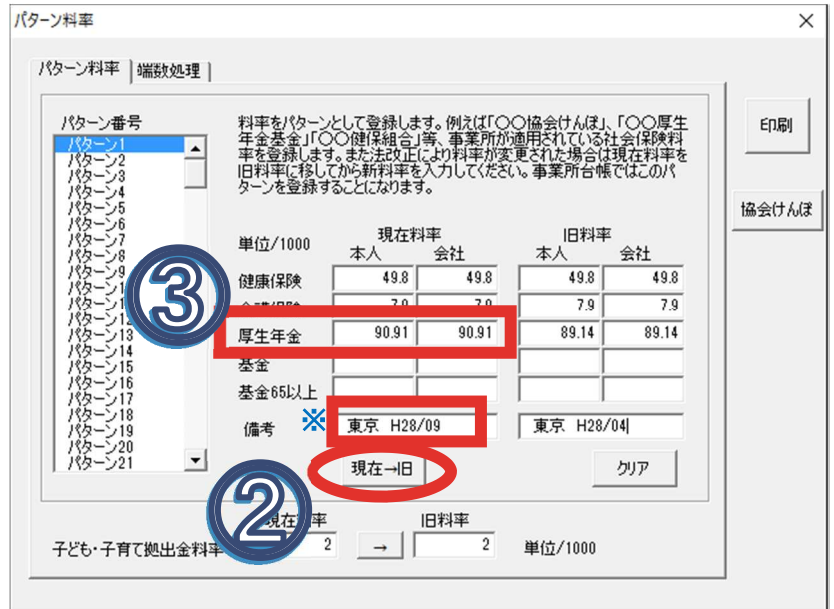 パターン料率
パターン料率 端数処理
パターン番号
パターン1
パターン2
パターン3
パターン4
パターン5
パターン6
パターン7
パターン8
パターン9
パターン13
パターン14
パターン15
パターン16
パターン17
パターン18
パターン19
パターン20
パターン21
料率をパターンとして登録します。例えば「〇〇協会けんぽ」、「〇〇厚生
年金基金」「〇〇健保組合」等、事業所が適用されている社会保険料
率を登録します。また法改正により料率が変更された場合は現在料率を
旧料率に移してから新料率を入力してください。事業所台帳ではこのパ
ターンを登録することになります。
単位/1000 現在料率 旧料率
本人 会社 本人 会社
健康保険 49.8 49.8 49.8 49.8
7.9 7.9 7.9 7.9
③
厚生年金 90.91 90.91 89.14 89.14
基金
基金65以上
備考 ※ 東京 H28/09 東京 H28/04
現在→旧 クリア
②
現在料率 旧料率
子ども・子育て拠出金料率 2 → 2 単位/1000
印刷
協会けんぽ